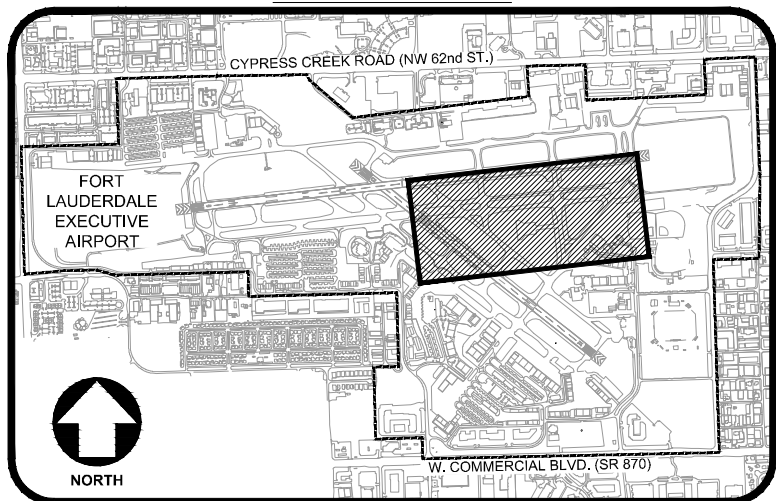 CYPRESS CREEK ROAD (NW 62nd ST.)
FORT
LAUDERDALE
EXECUTIVE
AIRPORT
NORTH
W. COMMERCIAL BLVD. (SR 870)